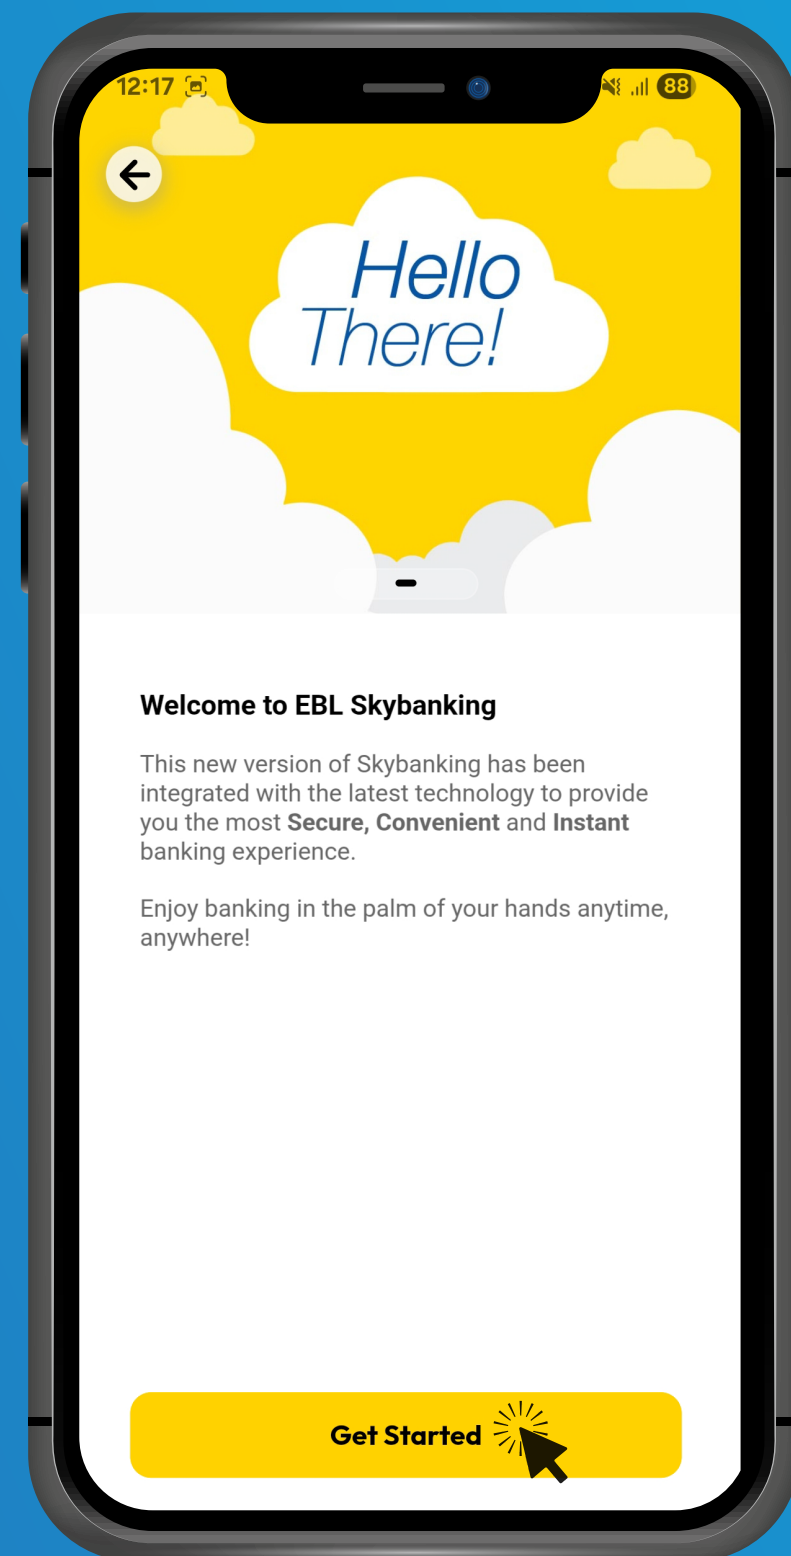 12:17
88
Hello
There!
Welcome to EBL Skybanking
This new version of Skybanking has been
integrated with the latest technology to provide
you the most Secure, Convenient and Instant
banking experience.
Enjoy banking in the palm of your hands anytime,
anywhere!
Get Started